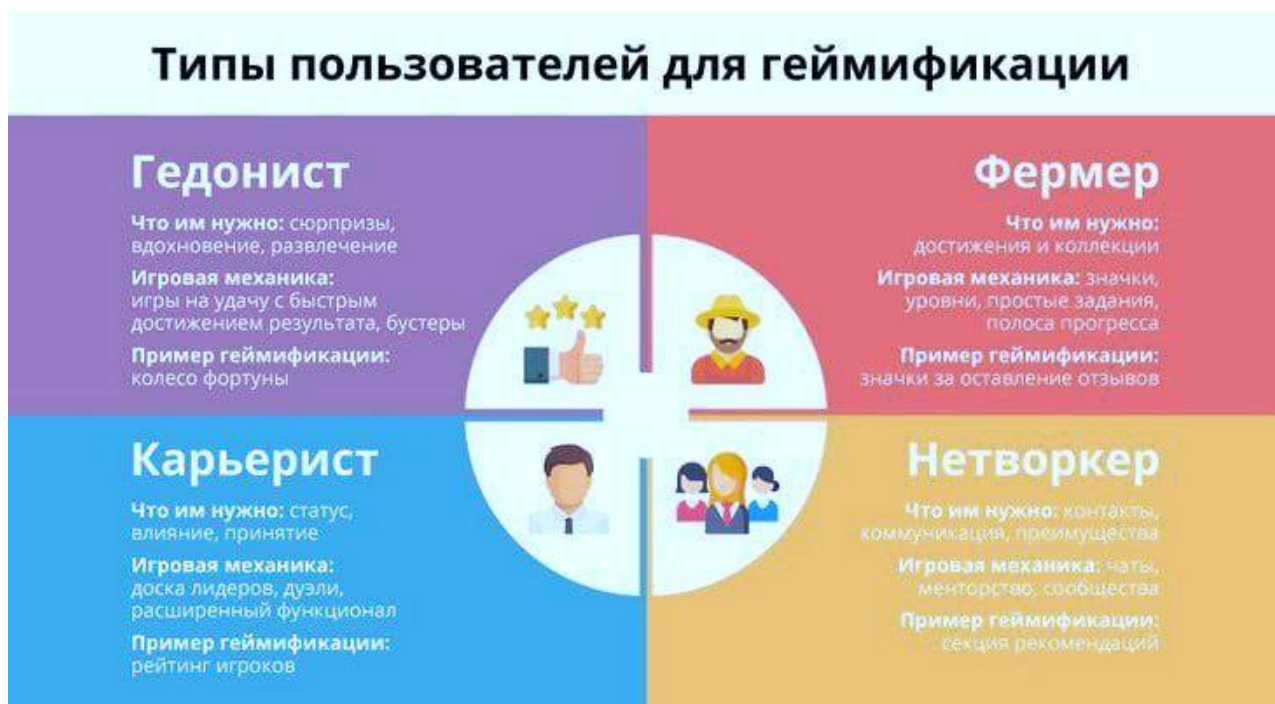 Типы пользователей для геймификации
Гедонист
Что им нужно: сюрпризы,
вдохновение, развлечение
Игровая механика:
игры на удачу с быстрым
достижением результата, бустеры
Пример геймификации:
колесо фортуны
Фермер
Что им нужно:
достижения и коллекции
Игровая механика: значки,
уровни, простые задания,
полоса прогресса
Пример геймификации:
значки за оставление отзывов
Карьерист
Что им нужно: статус,
влияние, принятие
Игровая механика:
доска лидеров, дуэли,
расширенный функционал
Пример геймификации:
рейтинг игроков
Нетворкер
Что им нужно: контакты,
коммуникация, преимущества
Игровая механика: чаты,
менторство, сообщества
Пример геймификации:
секция рекомендаций